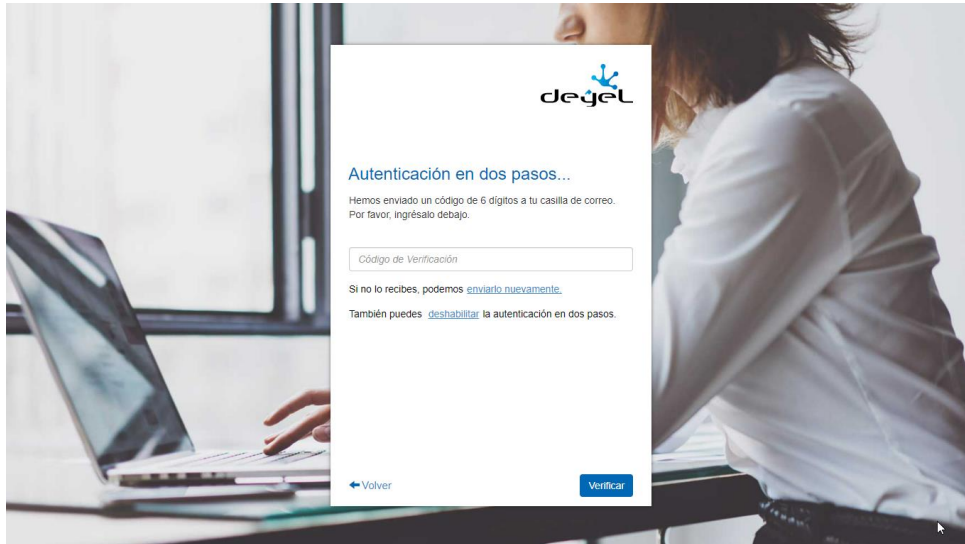 deyel
Autenticación en dos pasos...
Hemos enviado un código de 6 dígitos a tu casilla de correo.
Por favor, ingrésalo debajo.
Código de Verificación
Si no lo recibes, podemos enviarlo nuevamente.
También puedes deshabilitar la autenticación en dos pasos.
Volver
Verificar